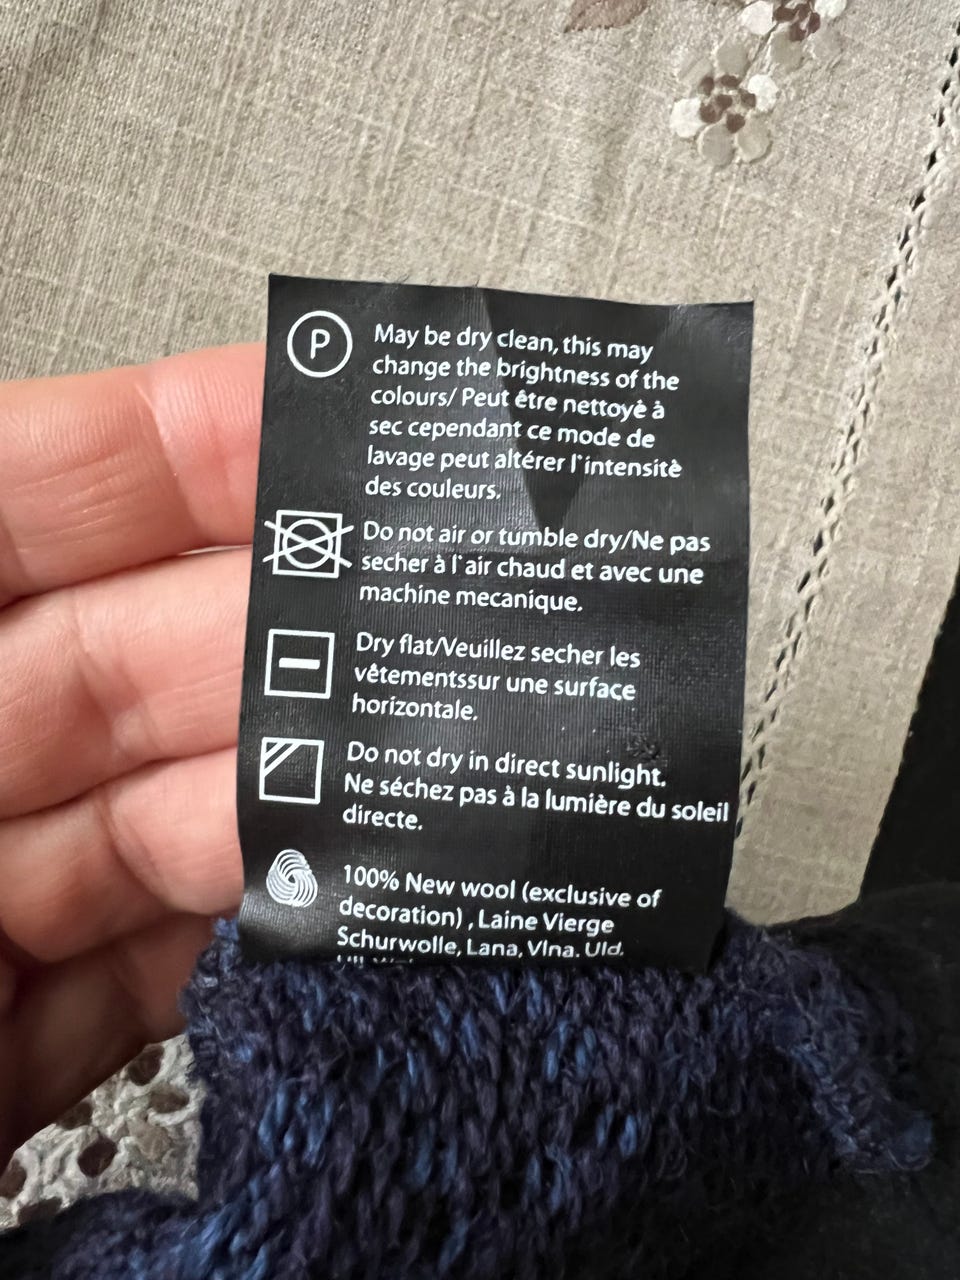 P
May be dry clean, this may
change the brightness of the
colours/ Peut être nettoyè à
sec cependant ce mode de
lavage peut altérer l'intensitè
des couleurs.
Do not air or tumble dry/Ne pas
secher à l'air chaud et avec une
machine mecanique.
Dry flat/Veuillez secher les
vêtementssur une surface
horizontale.
Do not dry in direct sunlight.
Ne séchez pas à la lumière du soleil
directe.
100% New wool (exclusive of
decoration) , Laine Vierge
Schurwolle, Lana, Vlna. Uld.